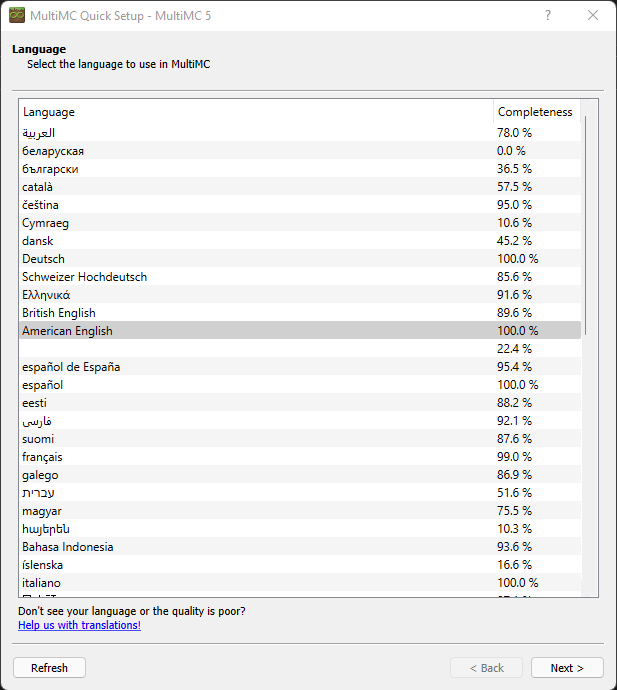 MultiMC Quick Setup - MultiMC 5
Language
Select the language to use in MultiMC
Language Completeness
العربية 78.0 %
беларуская 0.0 %
български 36.5 %
català 57.5 %
čeština 95.0 %
Cymraeg 10.6 %
dansk 45.2 %
Deutsch 100.0 %
Schweizer Hochdeutsch 85.6 %
Ελληνικά 91.6 %
British English 89.6 %
American English 100.0 %
22.4 %
español de España 95.4 %
español 100.0 %
eesti 88.2 %
فارسی 92.1 %
suomi 87.6 %
français 99.0 %
galego 86.9 %
עברית 51.6 %
magyar 75.5 %
հայերեն 10.3 %
Bahasa Indonesia 93.6 %
íslenska 16.6 %
italiano 100.0 %
Don't see your language or the quality is poor?
Help us with translations!
Refresh
< Back
Next >